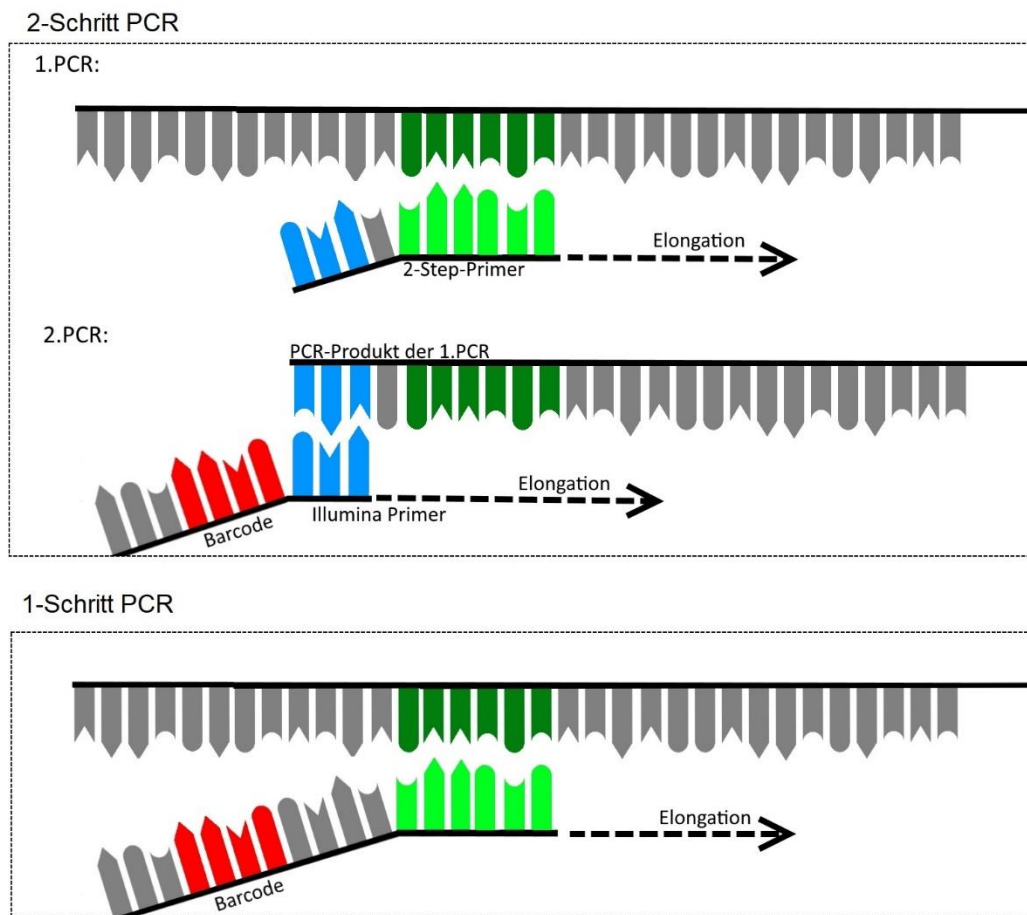 2-Schritt PCR
1.PCR:
Elongation
2-Step-Primer
2.PCR:
PCR-Produkt der 1.PCR
Elongation
Barcode
Illumina Primer
1-Schritt PCR
Elongation
Barcode